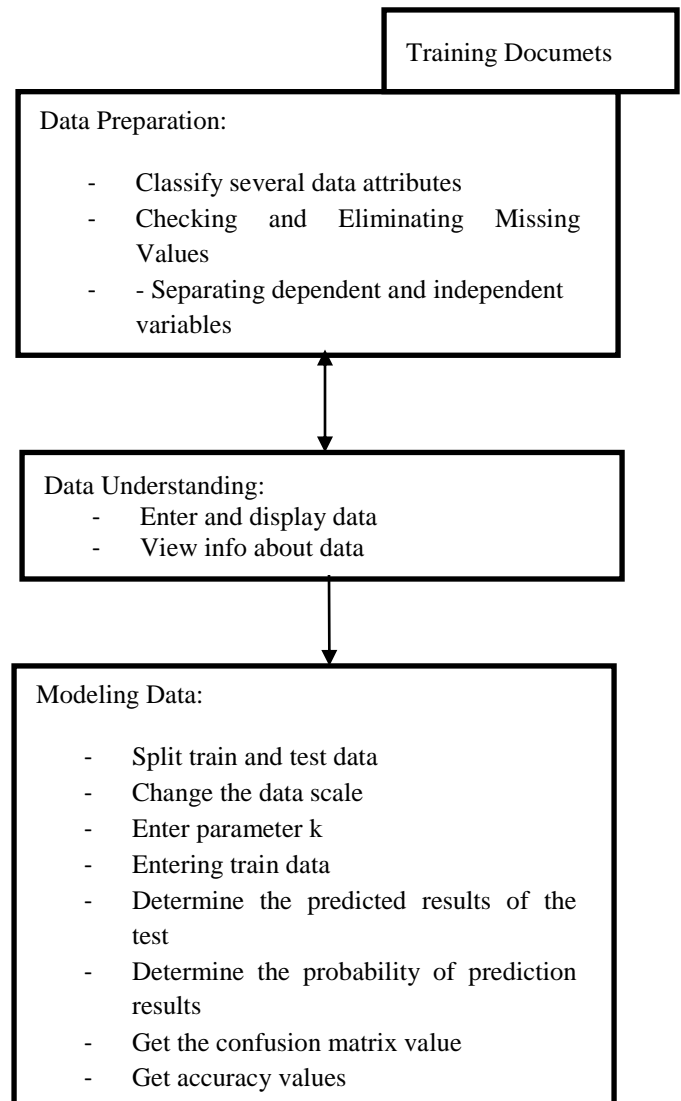 Training Documets
Data Preparation:
- Classify several data attributes
- Checking and Eliminating Missing
Values
- - Separating dependent and independent
variables
Data Understanding:
- Enter and display data
- View info about data
Modeling Data:
- Split train and test data
- Change the data scale
- Enter parameter k
- Entering train data
- Determine the predicted results of the
test
- Determine the probability of prediction
results
- Get the confusion matrix value
- Get accuracy values